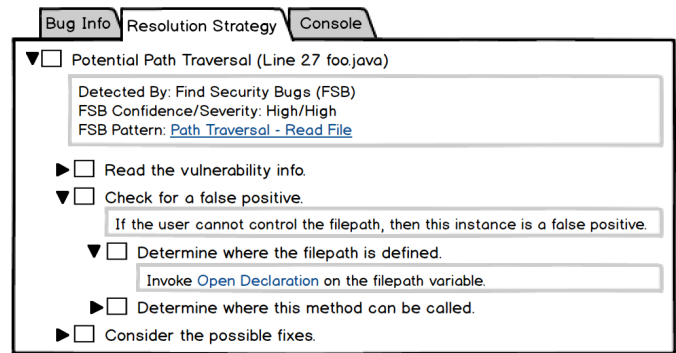 Bug Info Resolution Strategy Console
Potential Path Traversal (Line 27 foo.java)
Detected By: Find Security Bugs (FSB)
FSB Confidence/Severity: High/High
FSB Pattern: Path Traversal - Read File
Read the vulnerability info.
Check for a false positive.
If the user cannot control the filepath, then this instance is a false positive.
Determine where the filepath is defined.
Invoke Open Declaration on the filepath variable.
Determine where this method can be called.
Consider the possible fixes.